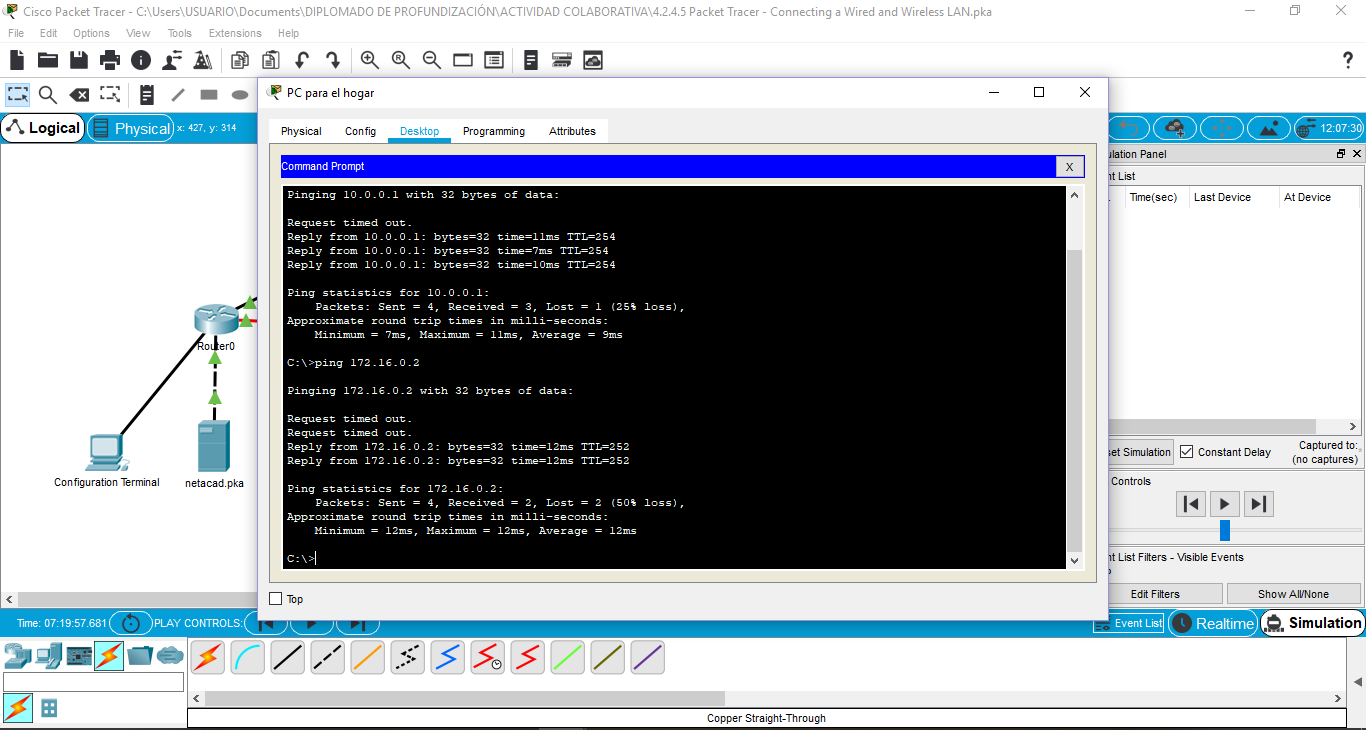 Cisco Packet Tracer - C:\Users\USUARIO\Documents\DIPLOMADO DE PROFUNDIZACIÓN\ACTIVIDAD COLABORATIVA\4.2.4.5 Packet Tracer - Connecting a Wired and Wireless LAN.pka
File Edit Options View Tools Extensions Help
PC para el hogar
Logical Physical x: 427, y: 314
12:07:30
Physical Config Desktop Programming Attributes
Command Prompt
X
Pinging 10.0.0.1 with 32 bytes of data:
Request timed out.
Reply from 10.0.0.1: bytes=32 time=11ms TTL=254
Reply from 10.0.0.1: bytes=32 time=7ms TTL=254
Reply from 10.0.0.1: bytes=32 time=10ms TTL=254
Ping statistics for 10.0.0.1:
Packets: Sent = 4, Received = 3, Lost = 1 (25% loss),
Approximate round trip times in milli-seconds:
Minimum = 7ms, Maximum = 11ms, Average = 9ms
C:\>ping 172.16.0.2
Pinging 172.16.0.2 with 32 bytes of data:
Request timed out.
Request timed out.
Reply from 172.16.0.2: bytes=32 time=12ms TTL=252
Reply from 172.16.0.2: bytes=32 time=12ms TTL=252
Ping statistics for 172.16.0.2:
Packets: Sent = 4, Received = 2, Lost = 2 (50% loss),
Approximate round trip times in milli-seconds:
Minimum = 12ms, Maximum = 12ms, Average = 12ms
C:\>
Top
Router0
Configuration Terminal
netacad.pka
ulation Panel
nt List
Time(sec) Last Device At Device
set Simulation
Constant Delay
Captured to:
(no captures)
Controls
nt List Filters - Visible Events
Edit Filters
Show All/None
Time: 07:19:57.681
PLAY CONTROLS:
Event List
Realtime
Simulation
Copper Straight-Through